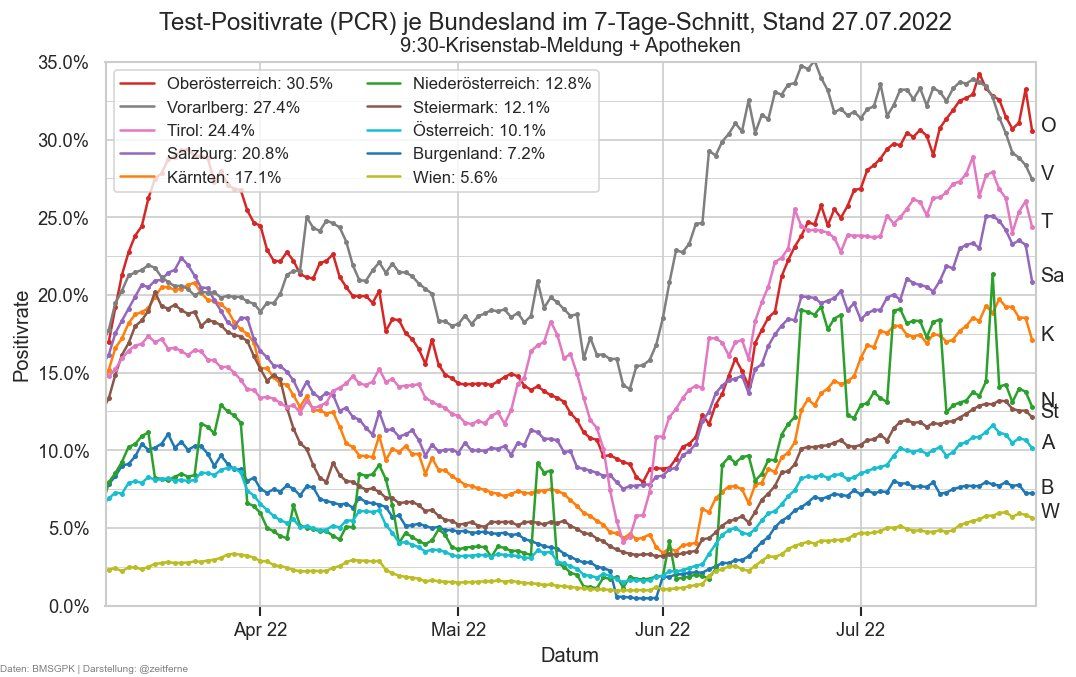 Test-Positivrate (PCR) je Bundesland im 7-Tage-Schnitt, Stand 27.07.2022
9:30-Krisenstab-Meldung + Apotheken
Positivrate
35.0%
30.0%
25.0%
20.0%
15.0%
10.0%
5.0%
0.0%
Oberösterreich: 30.5%
Vorarlberg: 27.4%
Tirol: 24.4%
Salzburg: 20.8%
Kärnten: 17.1%
Niederösterreich: 12.8%
Steiermark: 12.1%
Österreich: 10.1%
Burgenland: 7.2%
Wien: 5.6%
O
V
T
Sa
K
N
St
A
B
W
Apr 22
Mai 22
Jun 22
Jul 22
Datum
Daten: BMSGPK | Darstellung: @zeitferne